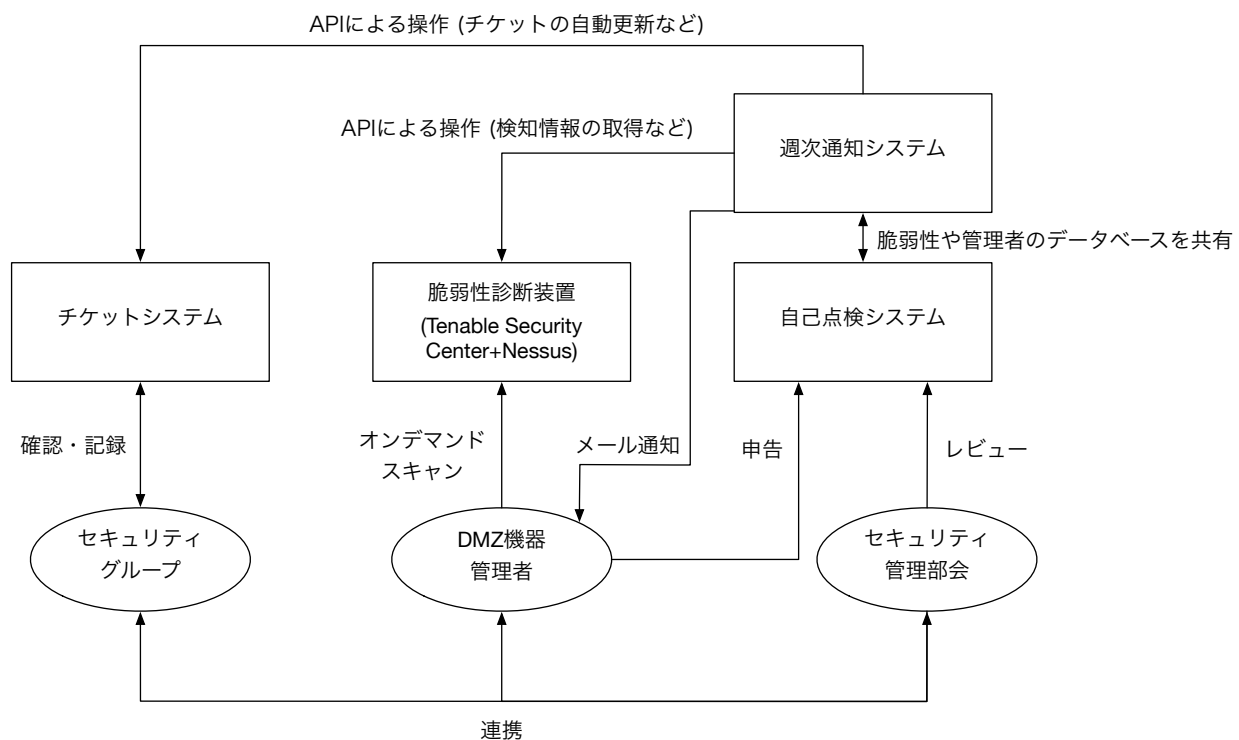 APIによる操作 (チケットの自動更新など)
APIによる操作 (検知情報の取得など)
週次通知システム
脆弱性や管理者のデータベースを共有
チケットシステム
脆弱性診断装置
(Tenable Security
Center+Nessus)
自己点検システム
確認・記録
オンデマンド
スキャン
メール通知
申告
レビュー
セキュリティ
グループ
DMZ機器
管理者
セキュリティ
管理部会
連携